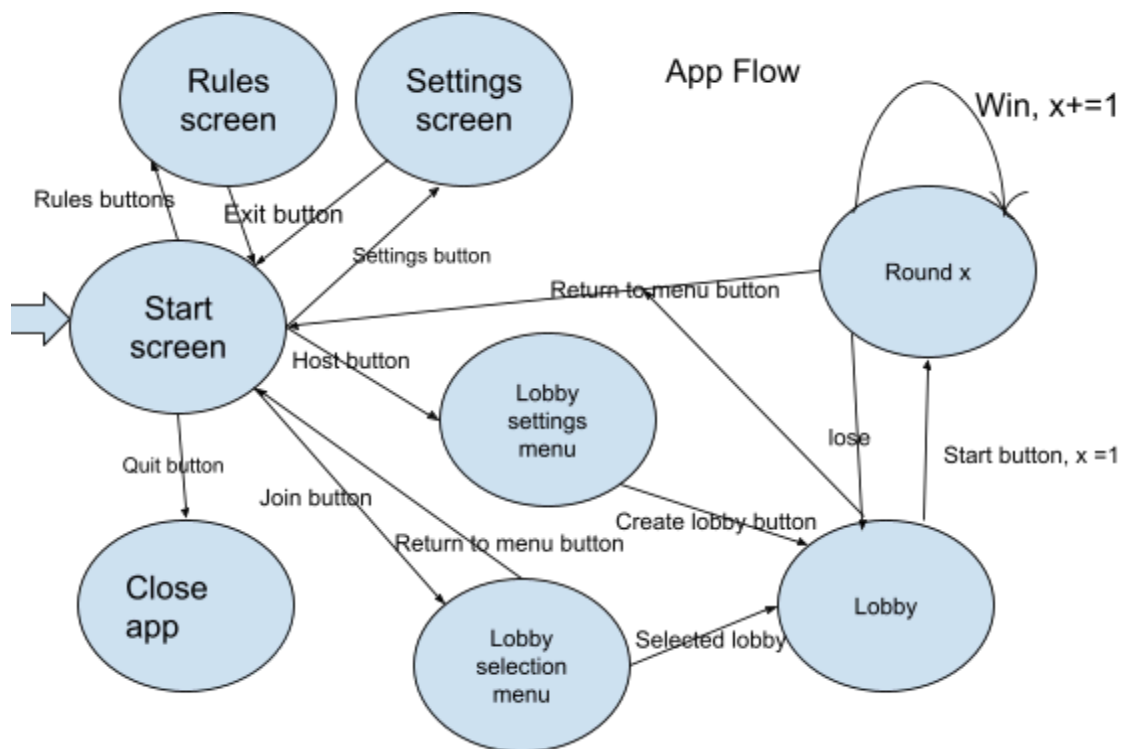 App Flow
Rules
screen
Settings
screen
Win, x+=1
Rules buttons
Exit button
Settings button
Start
screen
Return to menu button
Round x
Host button
Lobby
settings
menu
lose
Quit button
Start button, x =1
Join button
Create lobby button
Return to menu button
Close
app
Lobby
Lobby
selection
menu
Selected lobby